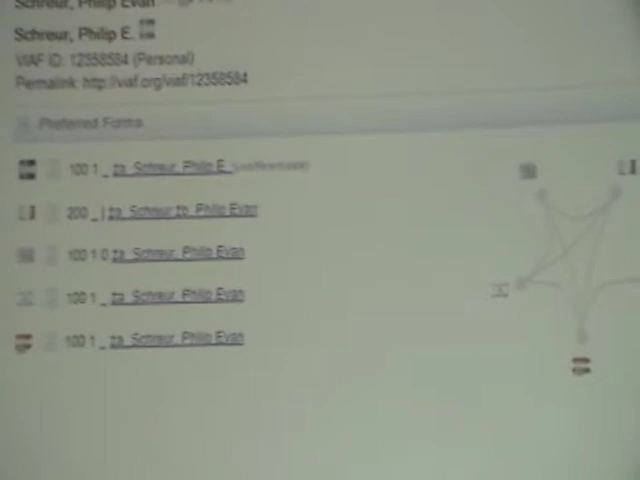 Schreur, Philip Evan
Schreur, Philip E.
VIAF ID: 12358584 (Personal)
Permalink: http://viaf.org/viaf/12358584
Preferred Forms
100 1 _ ‡a Schreur, Philip E.
200 _ | ‡a Schreur ‡b, Philip Evan
100 1 0 ‡a Schreur, Philip Evan
100 1 _ ‡a Schreur, Philip Evan
100 1 _ ‡a Schreur, Philip Evan